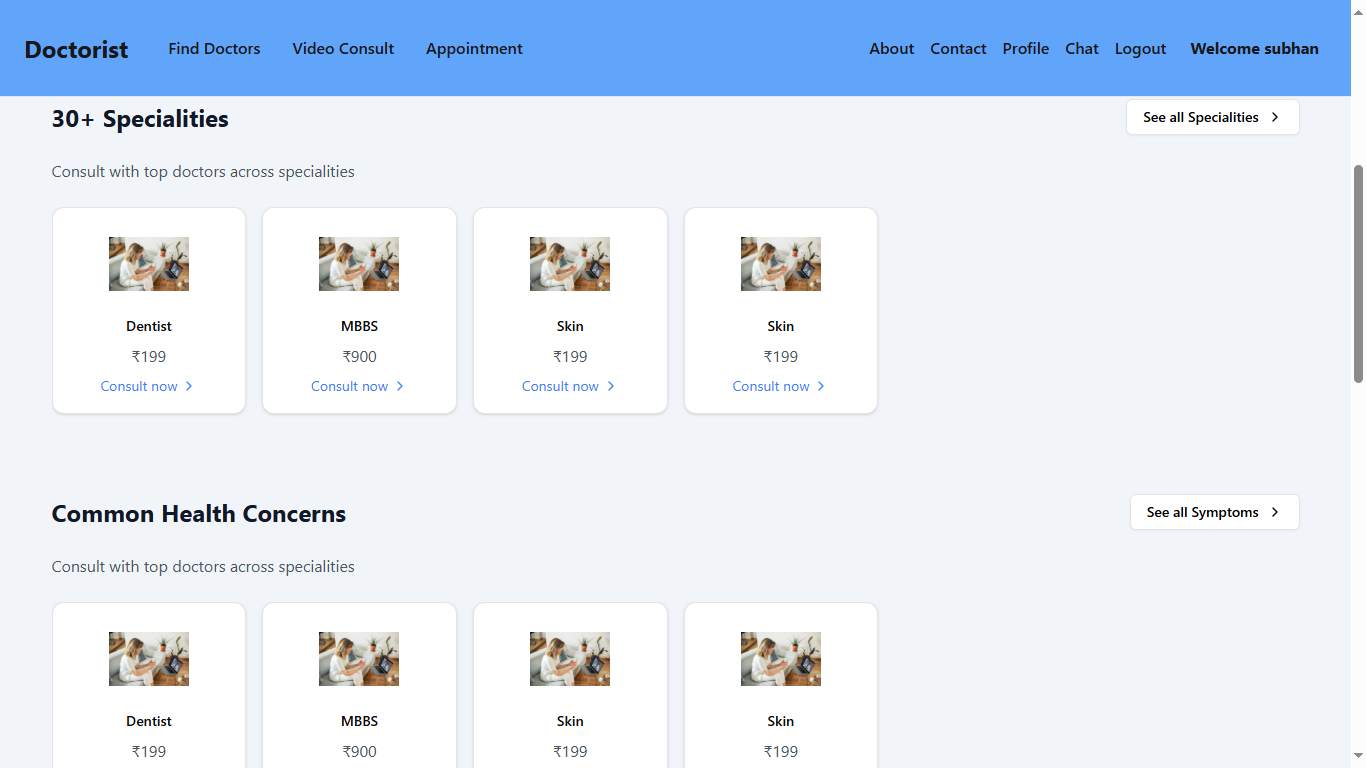 Doctorist Find Doctors Video Consult Appointment About Contact Profile Chat Logout Welcome subhan
30+ Specialities See all Specialities
Consult with top doctors across specialities
Dentist MBBS Skin Skin
₹199 ₹900 ₹199 ₹199
Consult now Consult now Consult now Consult now
Common Health Concerns See all Symptoms
Consult with top doctors across specialities
Dentist MBBS Skin Skin
₹199 ₹900 ₹199 ₹199